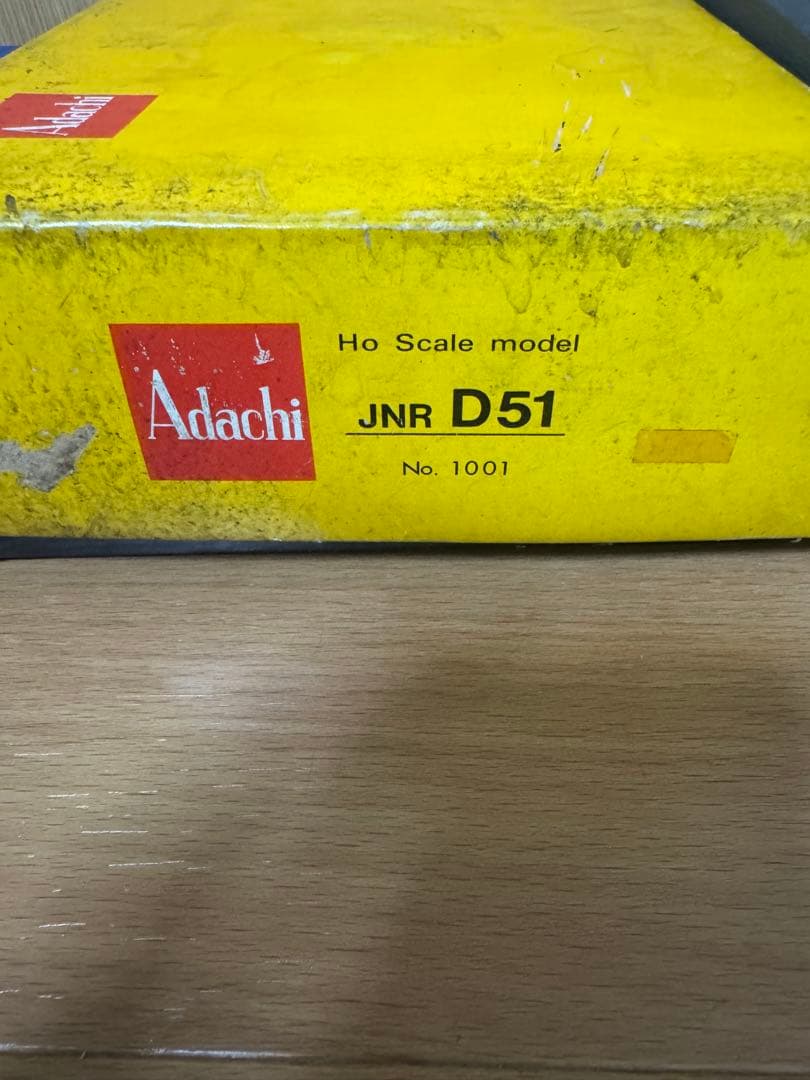 Adachi
Ho Scale model
Adachi
JNR D51
No. 1001